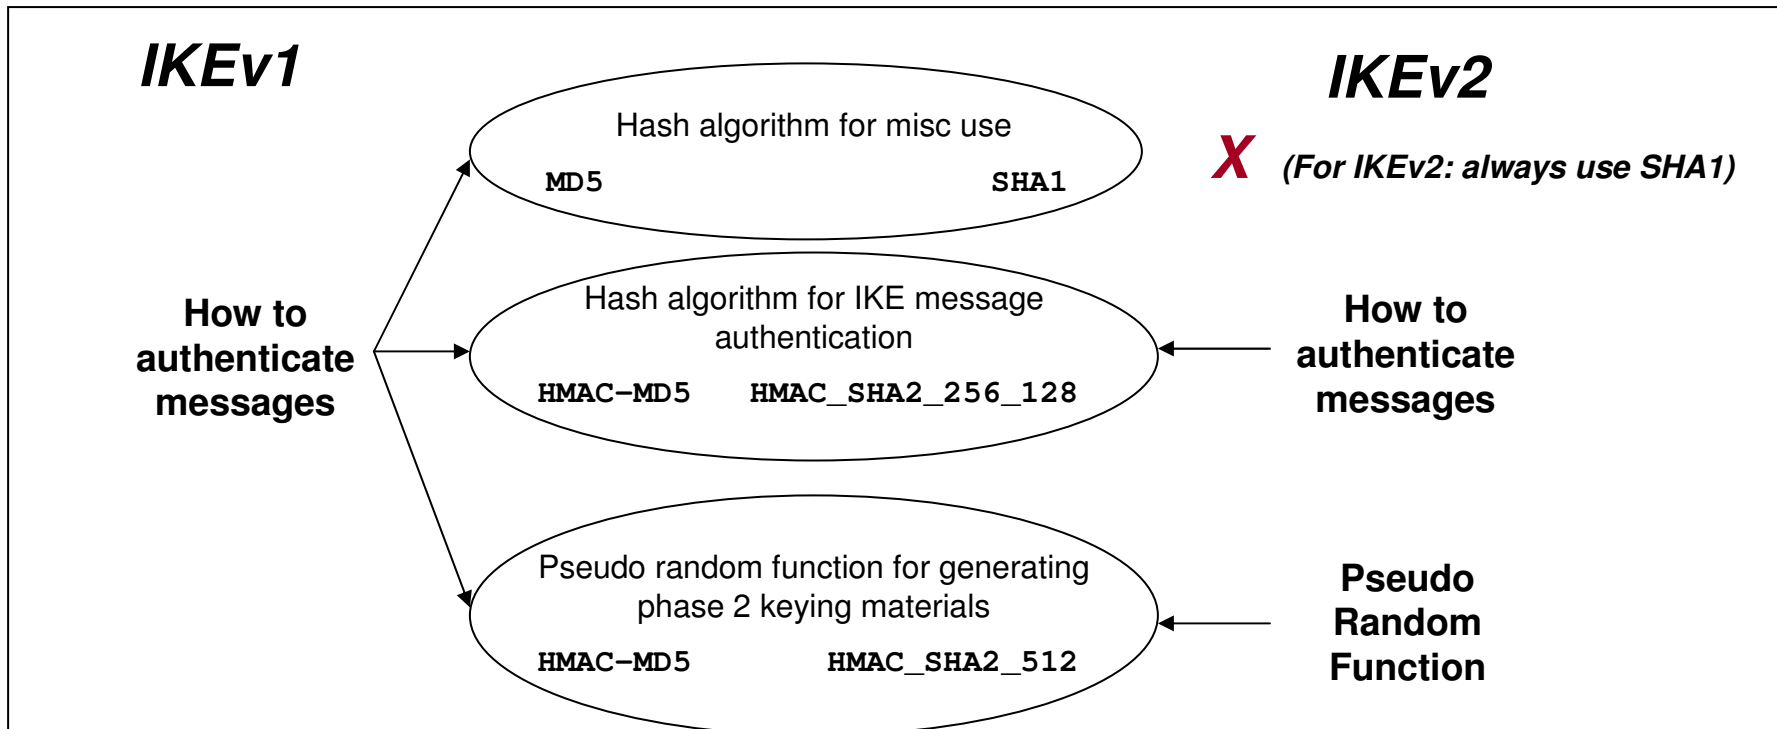 IKEv1
IKEv2
Hash algorithm for misc use
MD5 SHA1
X (For IKEv2: always use SHA1)
How to
authenticate
messages
Hash algorithm for IKE message
authentication
HMAC-MD5 HMAC_SHA2_256_128
How to
authenticate
messages
Pseudo random function for generating
phase 2 keying materials
HMAC-MD5 HMAC_SHA2_512
Pseudo
Random
Function